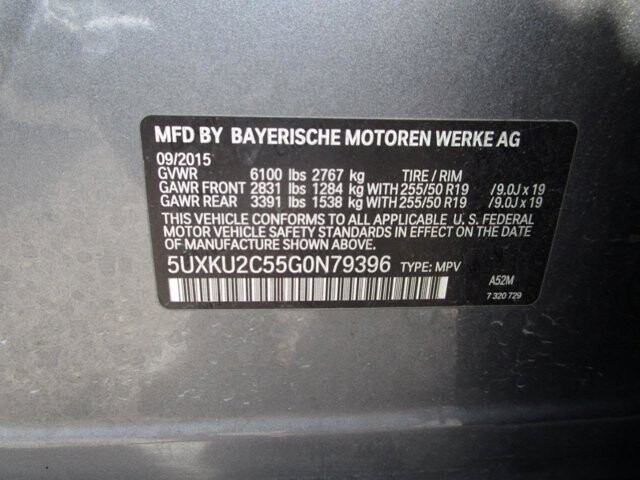 MFD BY BAYERISCHE MOTOREN WERKE AG
09/2015
GVWR 6100 lbs 2767 kg TIRE / RIM
GAWR FRONT 2831 lbs 1284 kg WITH 255/50 R19 /9.0J x 19
GAWR REAR 3391 lbs 1538 kg WITH 255/50 R19 /9.0J x 19
THIS VEHICLE CONFORMS TO ALL APPLICABLE U. S. FEDERAL
MOTOR VEHICLE SAFETY STANDARDS IN EFFECT
ON THE DATE OF MANUFACTURE SHOWN ABOVE
5UXKU2C55G0N79396 TYPE: MPV
A52M
7 320 729